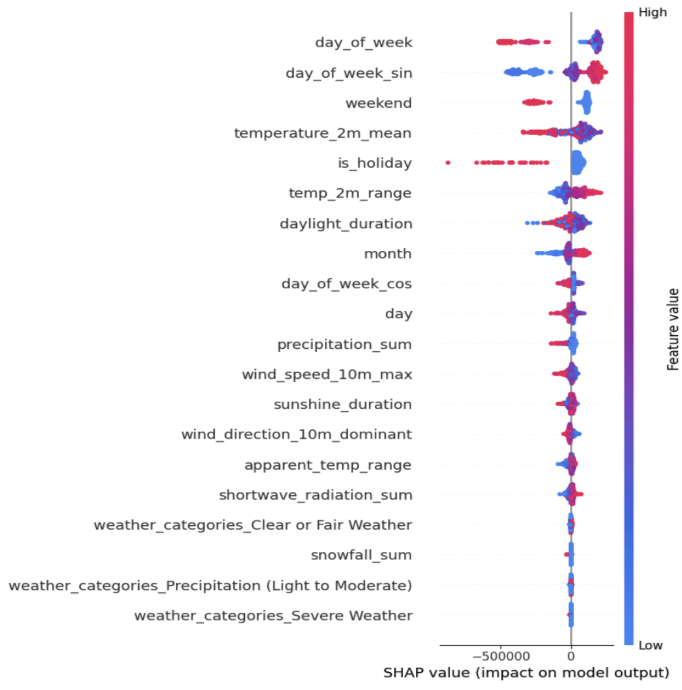 High
day_of_week
day_of_week_sin
weekend
temperature_2m_mean
is_holiday
temp_2m_range
daylight_duration
month
day_of_week_cos
day
precipitation_sum
wind_speed_10m_max
sunshine_duration
wind_direction_10m_dominant
apparent_temp_range
shortwave_radiation_sum
weather_categories_Clear or Fair Weather
snowfall_sum
weather_categories_Precipitation (Light to Moderate)
weather_categories_Severe Weather
Feature value
Low
−500000 0
SHAP value (impact on model output)